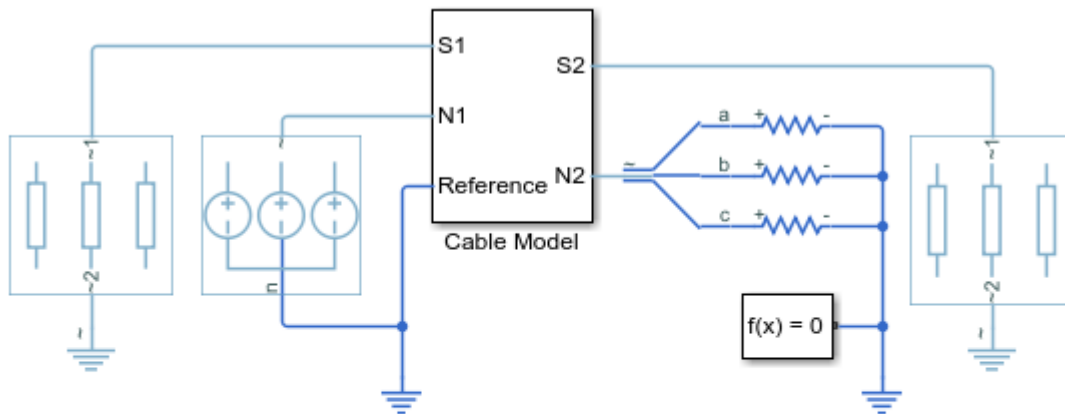 S1
S2
N1
N2
Reference
Cable Model
~1
~2
~
~
n
~
a + -
b + -
c + -
+ + +
f(x) = 0
~1
~2
~